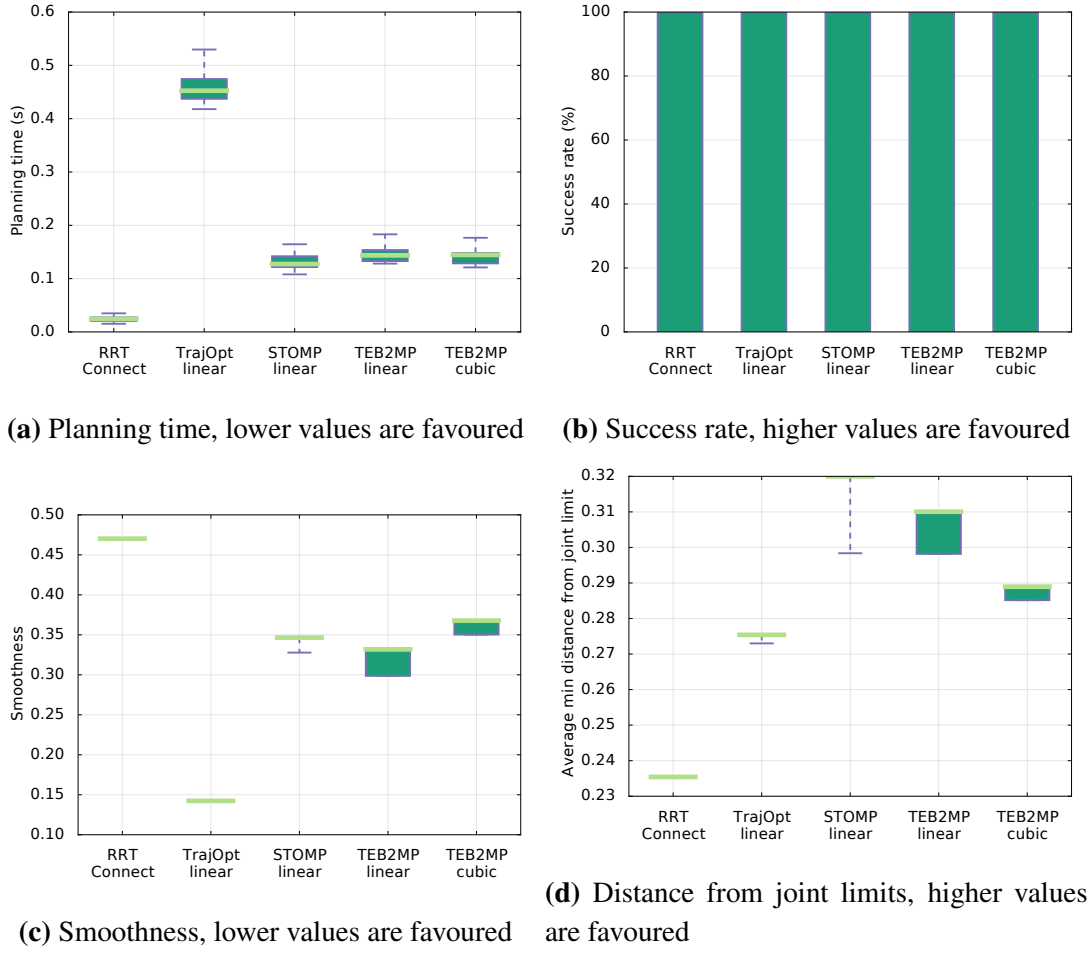 Planning time (s)
0.6
0.5
0.4
0.3
0.2
0.1
0.0
RRT
Connect
TrajOpt
linear
STOMP
linear
TEB2MP
linear
TEB2MP
cubic
(a) Planning time, lower values are favoured
Success rate (%)
100
80
60
40
20
0
RRT
Connect
TrajOpt
linear
STOMP
linear
TEB2MP
linear
TEB2MP
cubic
(b) Success rate, higher values are favoured
Smoothness
0.50
0.45
0.40
0.35
0.30
0.25
0.20
0.15
0.10
RRT
Connect
TrajOpt
linear
STOMP
linear
TEB2MP
linear
TEB2MP
cubic
(c) Smoothness, lower values are favoured
Average min distance from joint limit
0.32
0.31
0.30
0.29
0.28
0.27
0.26
0.25
0.24
0.23
RRT
Connect
TrajOpt
linear
STOMP
linear
TEB2MP
linear
TEB2MP
cubic
(d) Distance from joint limits, higher values
are favoured